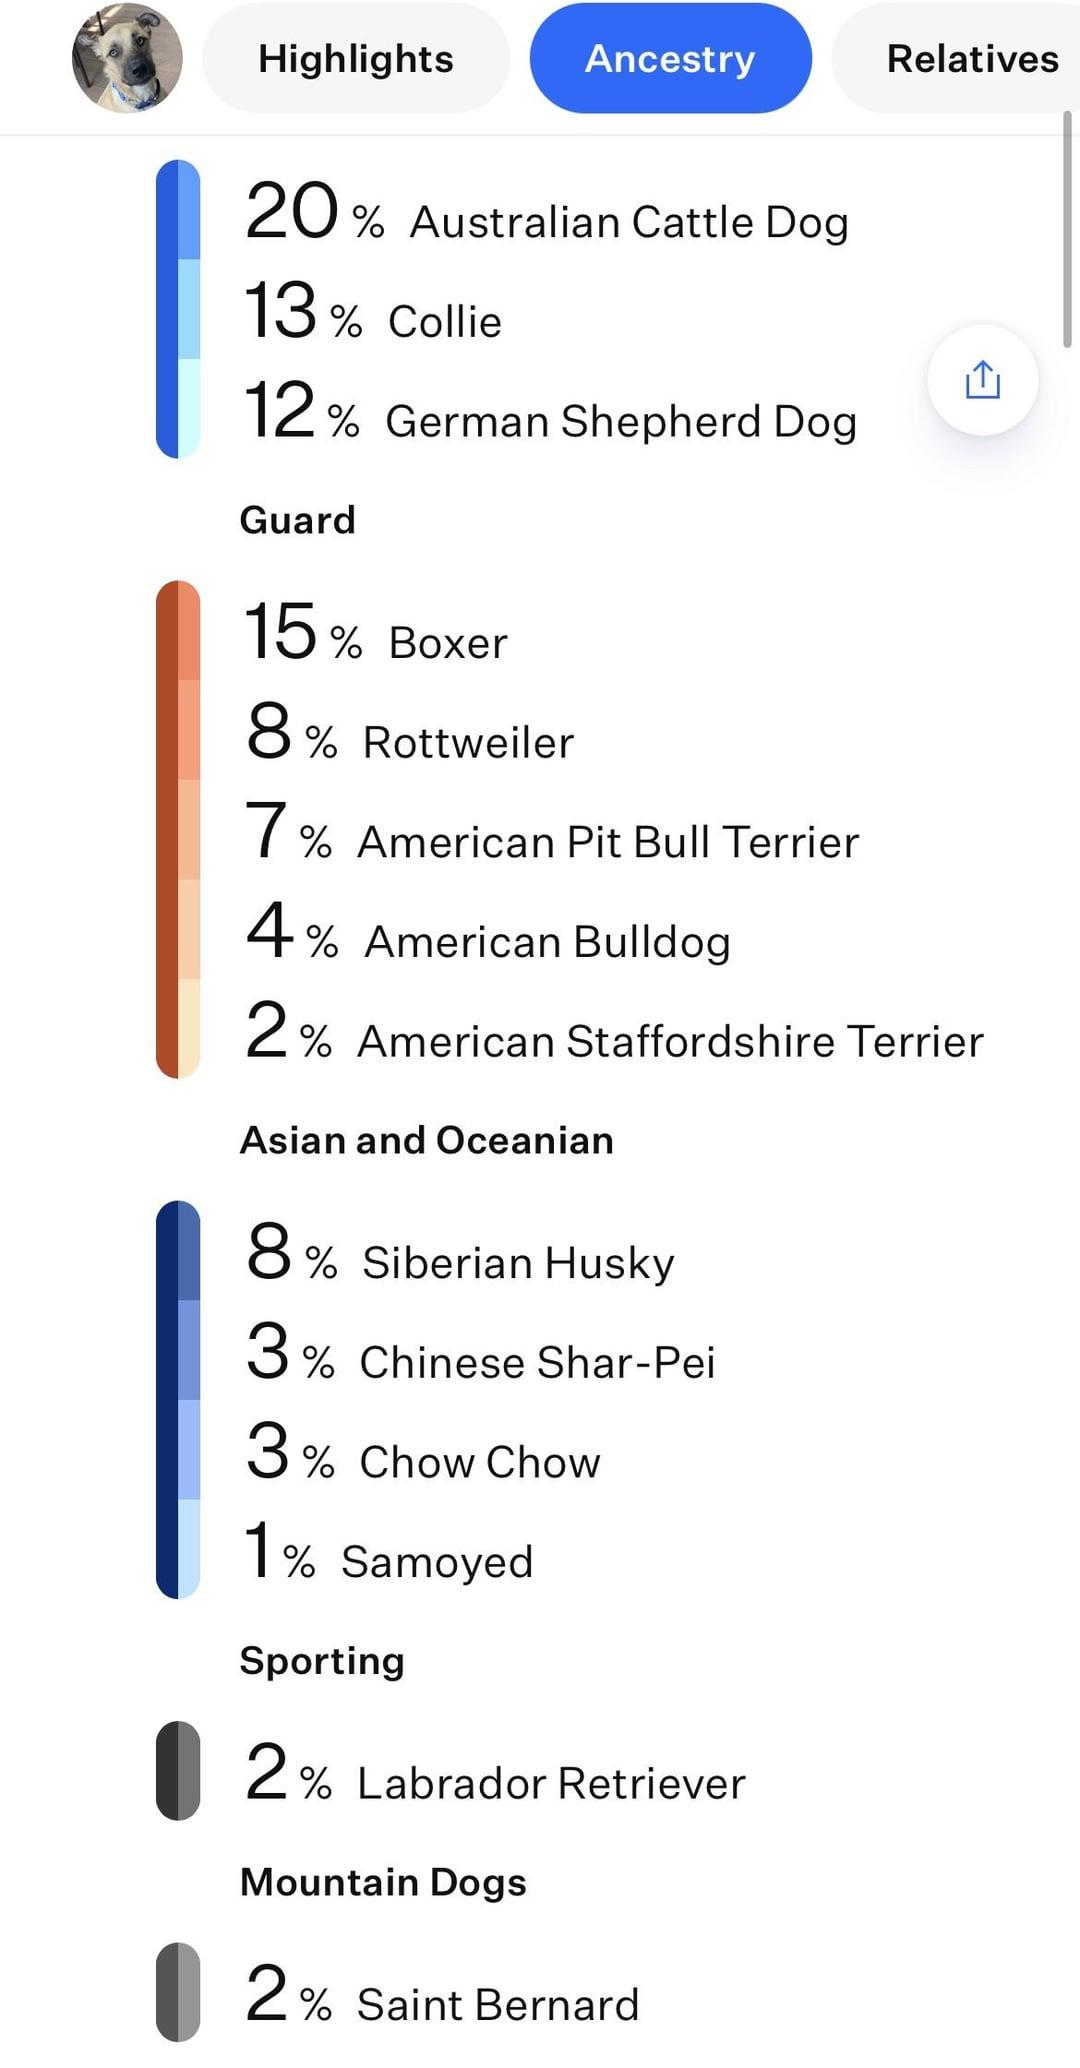 Highlights Ancestry Relatives
20 % Australian Cattle Dog
13 % Collie
12 % German Shepherd Dog
Guard
15 % Boxer
8 % Rottweiler
7 % American Pit Bull Terrier
4 % American Bulldog
2 % American Staffordshire Terrier
Asian and Oceanian
8 % Siberian Husky
3 % Chinese Shar-Pei
3 % Chow Chow
1 % Samoyed
Sporting
2 % Labrador Retriever
Mountain Dogs
2 % Saint Bernard